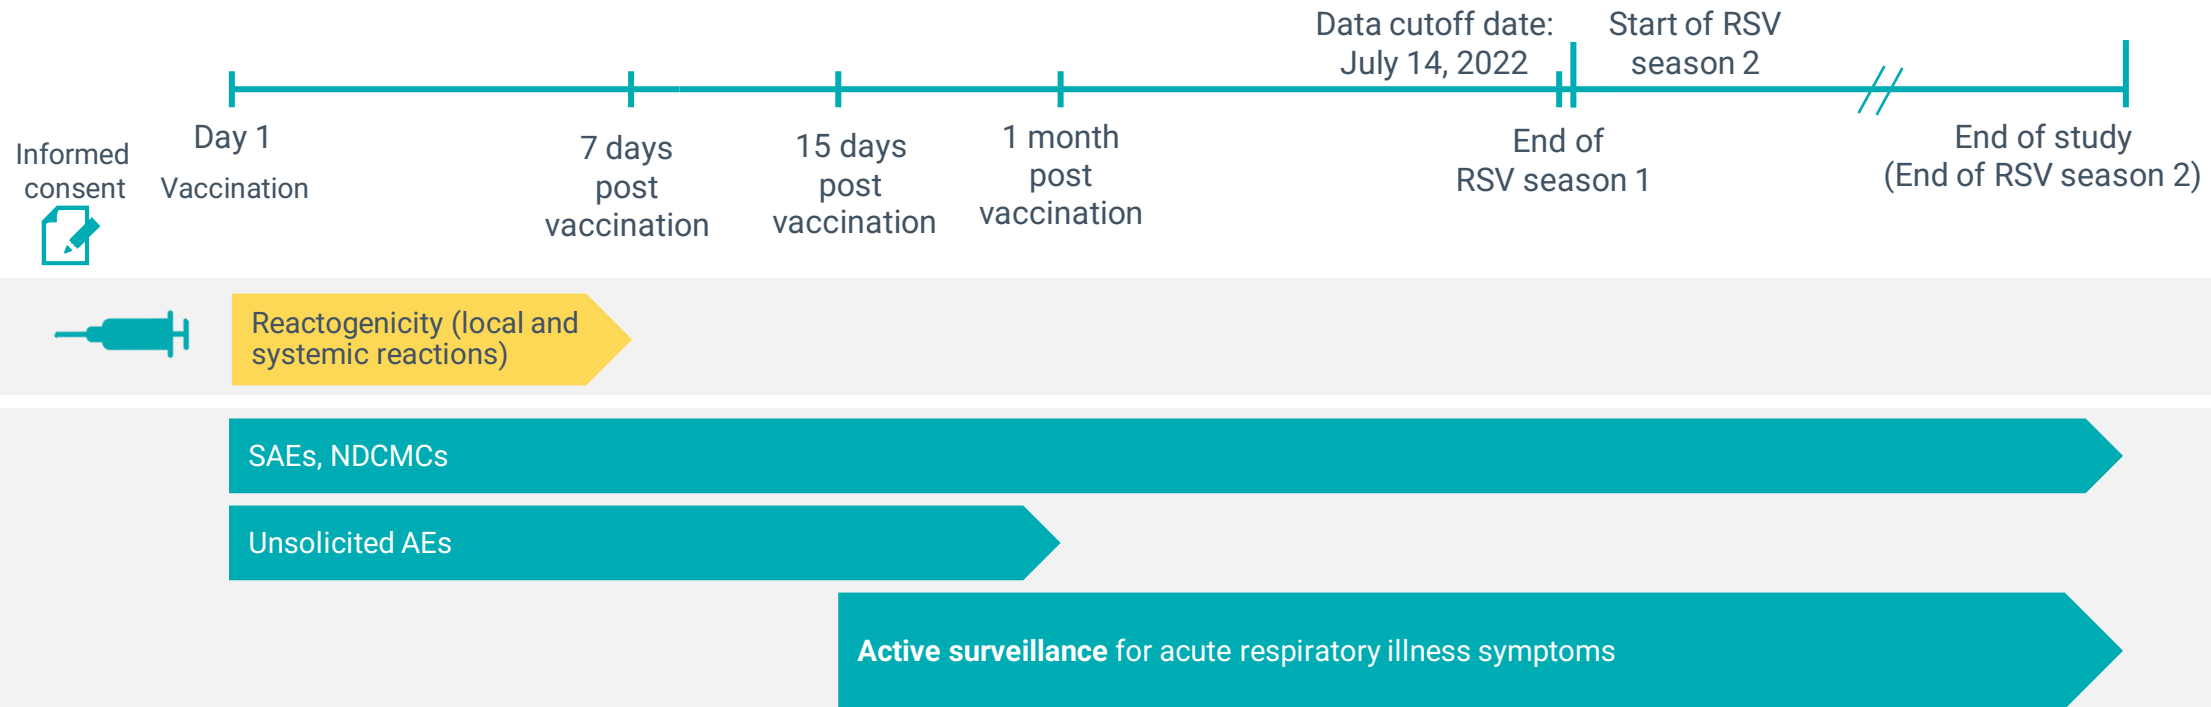 Data cutoff date:
July 14, 2022
Start of RSV
season 2
Informed
consent
Day 1
Vaccination
7 days
post
vaccination
15 days
post
vaccination
1 month
post
vaccination
End of
RSV season 1
End of study
(End of RSV season 2)
Reactogenicity (local and
systemic reactions)
SAEs, NDCMCs
Unsolicited AEs
Active surveillance for acute respiratory illness symptoms